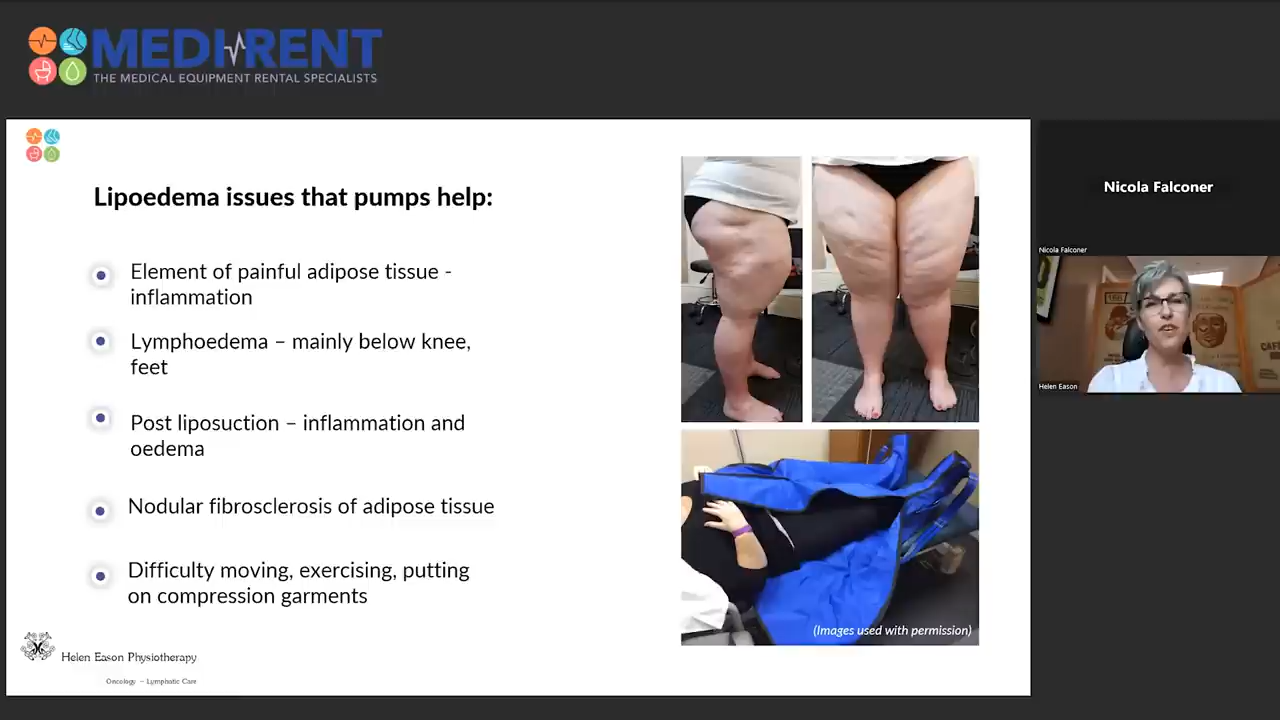 MEDI-RENT
THE MEDICAL EQUIPMENT RENTAL SPECIALISTS
Lipoedema issues that pumps help:
Element of painful adipose tissue -
inflammation
Lymphoedema – mainly below knee,
feet
Post liposuction – inflammation and
oedema
Nodular fibrosclerosis of adipose tissue
Difficulty moving, exercising, putting
on compression garments
(Images used with permission)
Helen Eason Physiotherapy
Oncology – Lymphatic Care
Nicola Falconer
Nicola Falconer
Helen Eason